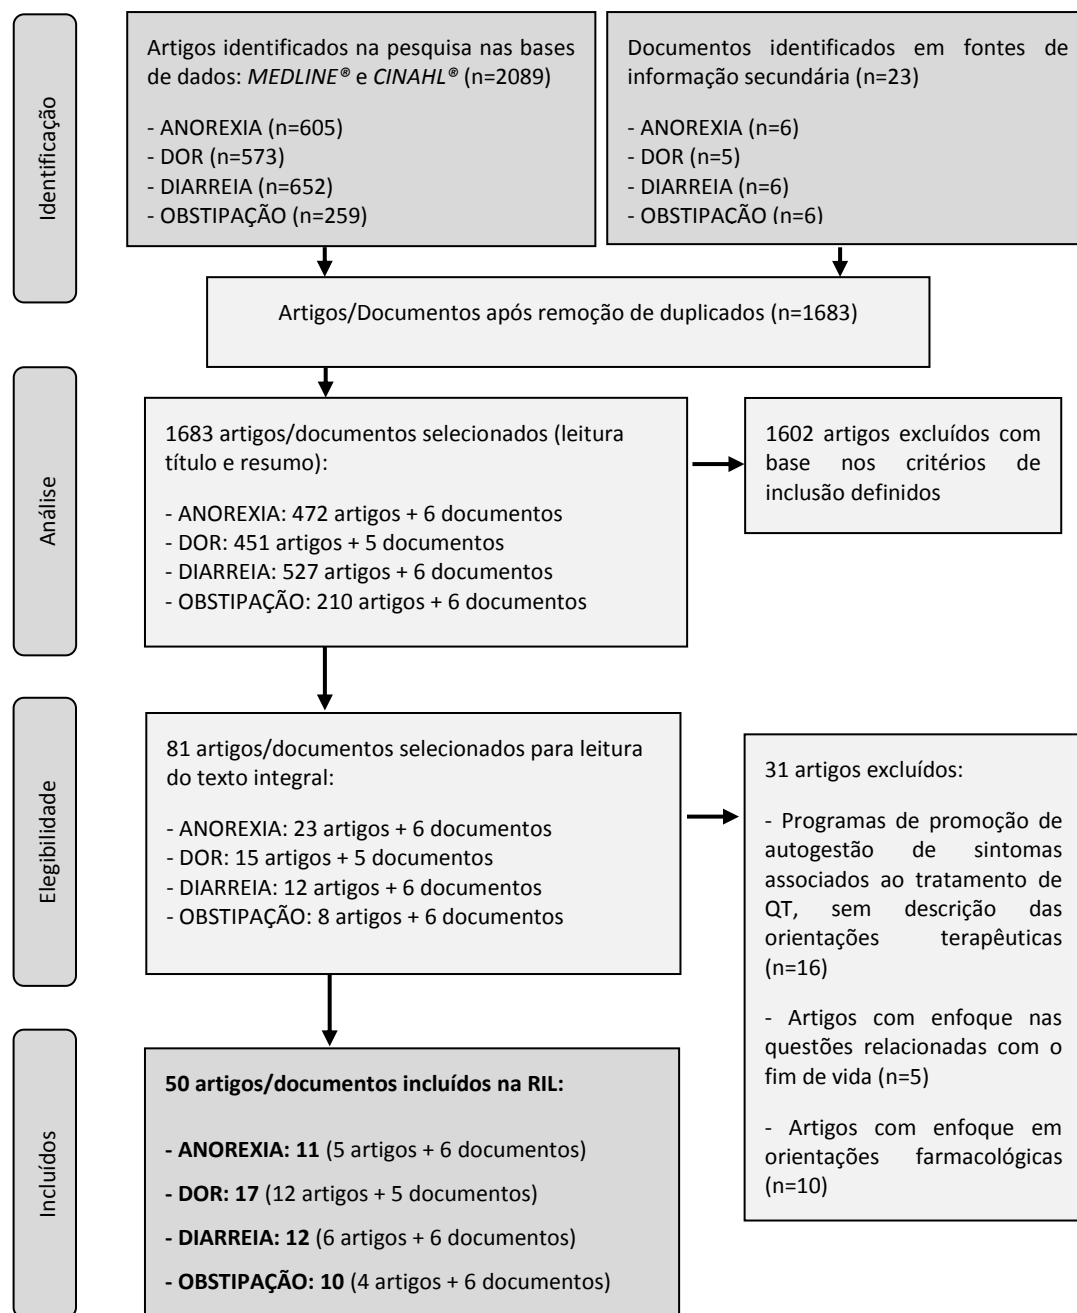 Identificação
Artigos identificados na pesquisa nas bases
de dados: MEDLINE® e CINAHL® (n=2089)
- ANOREXIA (n=605)
- DOR (n=573)
- DIARREIA (n=652)
- OBSTIPAÇÃO (n=259)
Documentos identificados em fontes de
informação secundária (n=23)
- ANOREXIA (n=6)
- DOR (n=5)
- DIARREIA (n=6)
- OBSTIPACÃO (n=6)
Artigos/Documentos após remoção de duplicados (n=1683)
Análise
1683 artigos/documentos selecionados (leitura
título e resumo):
- ANOREXIA: 472 artigos + 6 documentos
- DOR: 451 artigos + 5 documentos
- DIARREIA: 527 artigos + 6 documentos
- OBSTIPAÇÃO: 210 artigos + 6 documentos
1602 artigos excluídos com
base nos critérios de
inclusão definidos
Elegibilidade
81 artigos/documentos selecionados para leitura
do texto integral:
- ANOREXIA: 23 artigos + 6 documentos
- DOR: 15 artigos + 5 documentos
- DIARREIA: 12 artigos + 6 documentos
- OBSTIPAÇÃO: 8 artigos + 6 documentos
31 artigos excluídos:
- Programas de promoção de
autogestão de sintomas
associados ao tratamento de
QT, sem descrição das
orientações terapêuticas
(n=16)
- Artigos com enfoque nas
questões relacionadas com o
fim de vida (n=5)
- Artigos com enfoque em
orientações farmacológicas
(n=10)
Incluídos
50 artigos/documentos incluídos na RIL:
- ANOREXIA: 11 (5 artigos + 6 documentos)
- DOR: 17 (12 artigos + 5 documentos)
- DIARREIA: 12 (6 artigos + 6 documentos)
- OBSTIPAÇÃO: 10 (4 artigos + 6 documentos)